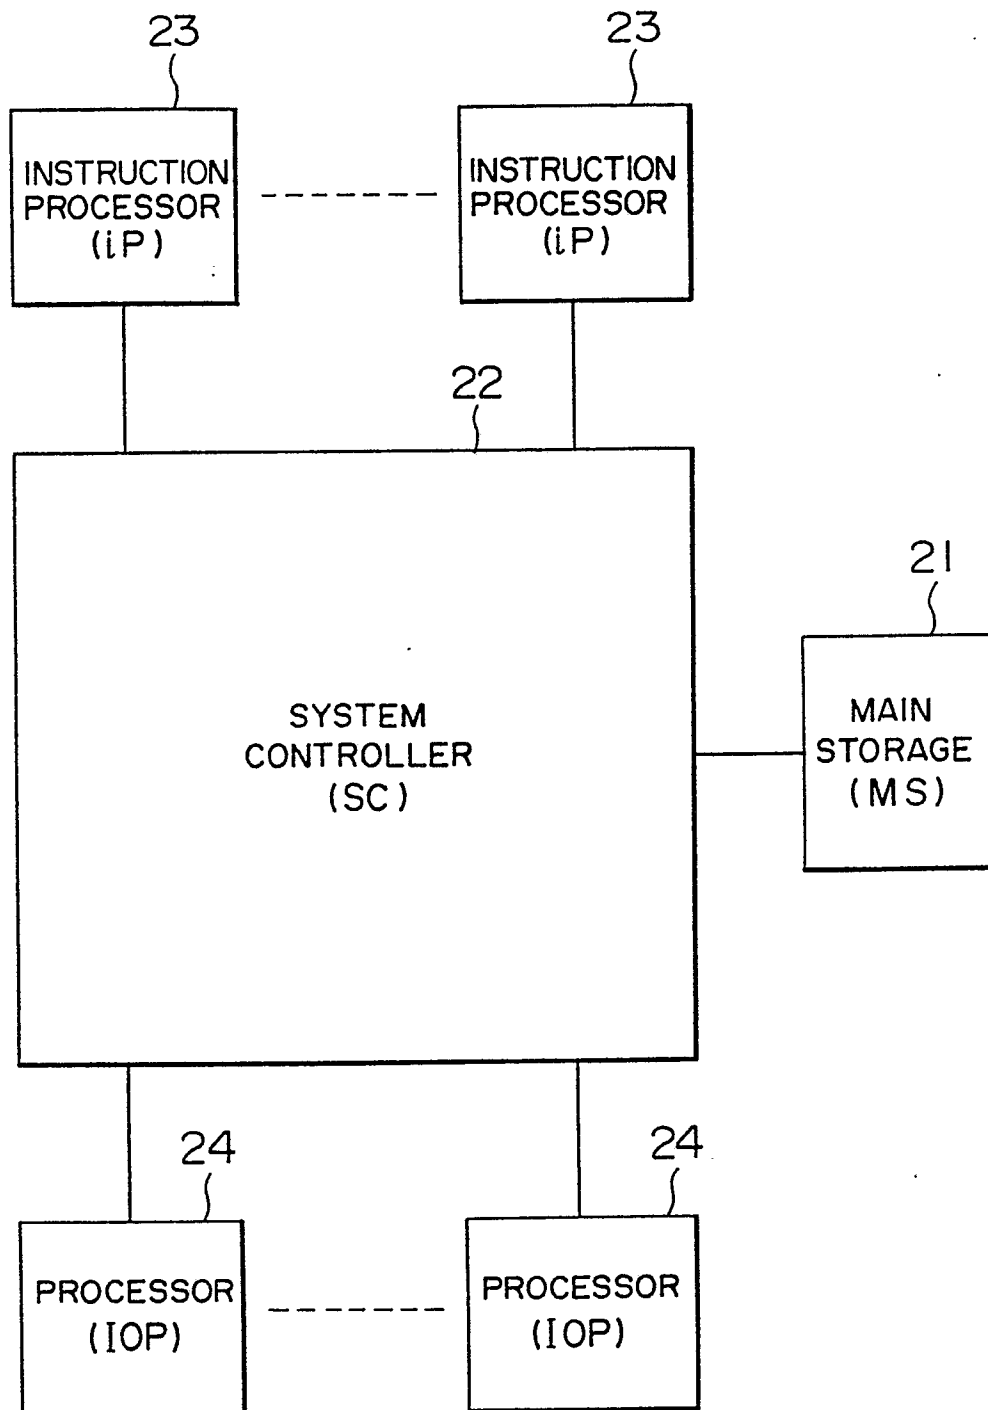 23
23
INSTRUCTION
PROCESSOR
(iP)
INSTRUCTION
PROCESSOR
(iP)
22
21
SYSTEM
CONTROLLER
(SC)
MAIN
STORAGE
(MS)
24
24
PROCESSOR
(IOP)
PROCESSOR
(IOP)